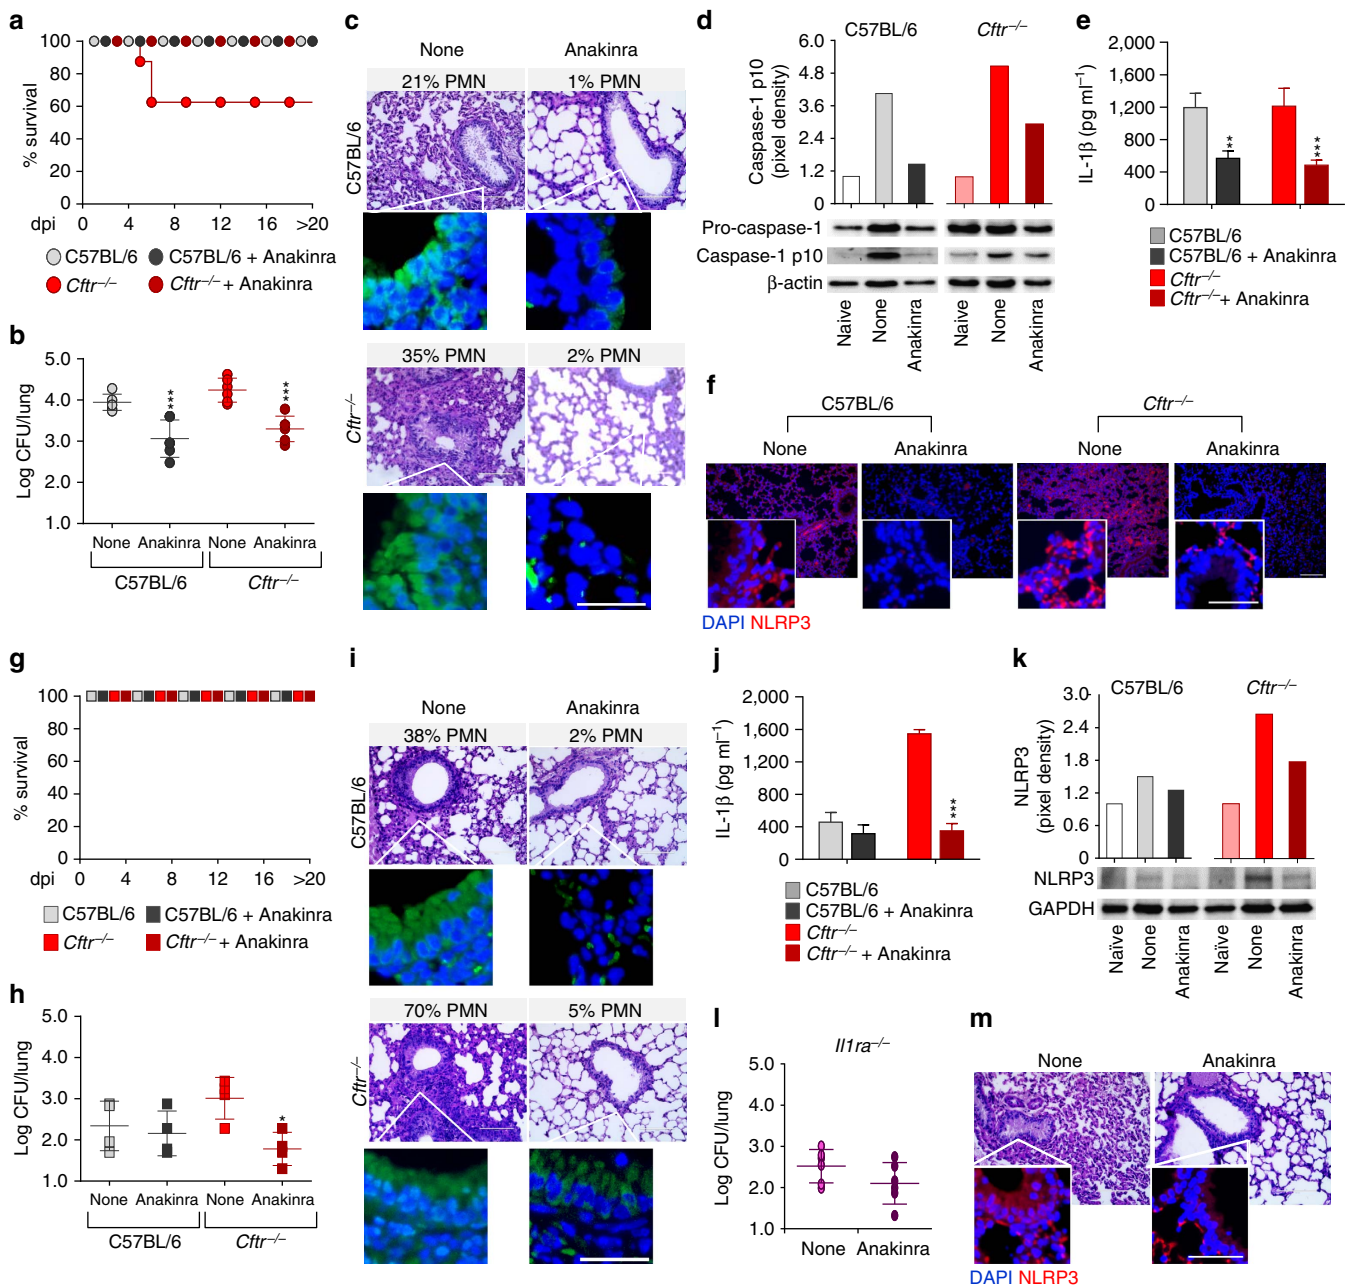 a
100
80
60
40
20
0
% survival
dpi 0 4 8 12 16 >20
C57BL/6 C57BL/6 + Anakinra
Cftr–/– Cftr–/– + Anakinra
b
5.0
4.0
3.0
2.0
1.0
Log CFU/lung
***
***
None Anakinra None Anakinra
C57BL/6 Cftr–/–
c
None Anakinra
21% PMN 1% PMN
C57BL/6
35% PMN 2% PMN
Cftr–/–
d
C57BL/6 Cftr–/–
6.0
4.8
3.6
2.4
1.2
0
Caspase-1 p10
(pixel density)
Pro-caspase-1
Caspase-1 p10
β-actin
Naïve None Anakinra Naïve None Anakinra
e
2,000
1,600
1,200
800
400
0
IL-1β (pg ml–1)
**
***
C57BL/6
C57BL/6 + Anakinra
Cftr–/–
Cftr–/–+ Anakinra
f
C57BL/6 Cftr–/–
None Anakinra None Anakinra
DAPI NLRP3
g
100
80
60
40
20
0
% survival
dpi 0 4 8 12 16 >20
C57BL/6 C57BL/6 + Anakinra
Cftr–/– Cftr–/– + Anakinra
h
5.0
4.0
3.0
2.0
1.0
Log CFU/lung
*
None Anakinra None Anakinra
C57BL/6 Cftr–/–
i
None Anakinra
38% PMN 2% PMN
C57BL/6
70% PMN 5% PMN
Cftr–/–
j
2,000
1,600
1,200
800
400
0
IL-1β (pg ml–1)
***
C57BL/6
C57BL/6 + Anakinra
Cftr–/–
Cftr–/– + Anakinra
k
C57BL/6 Cftr–/–
3.0
2.4
1.8
1.2
0.6
0
NLRP3
(pixel density)
NLRP3
GAPDH
Naïve None Anakinra Naïve None Anakinra
l
Il1ra–/–
5.0
4.0
3.0
2.0
1.0
Log CFU/lung
None Anakinra
m
None Anakinra
DAPI NLRP3